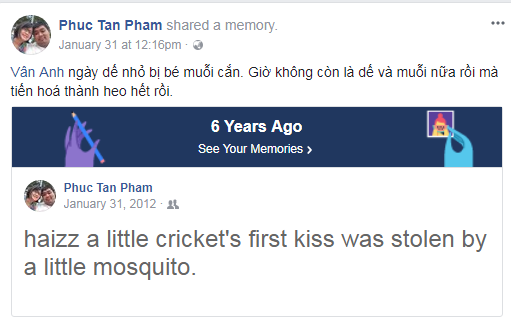 Phuc Tan Pham shared a memory.
January 31 at 12:16pm ·
Vân Anh ngày dế nhỏ bị bé muỗi cắn. Giờ không còn là dế và muỗi nữa rồi mà
tiến hoá thành heo hết rồi.
6 Years Ago
See Your Memories ›
Phuc Tan Pham
January 31, 2012 ·
haizz a little cricket's first kiss was stolen by
a little mosquito.